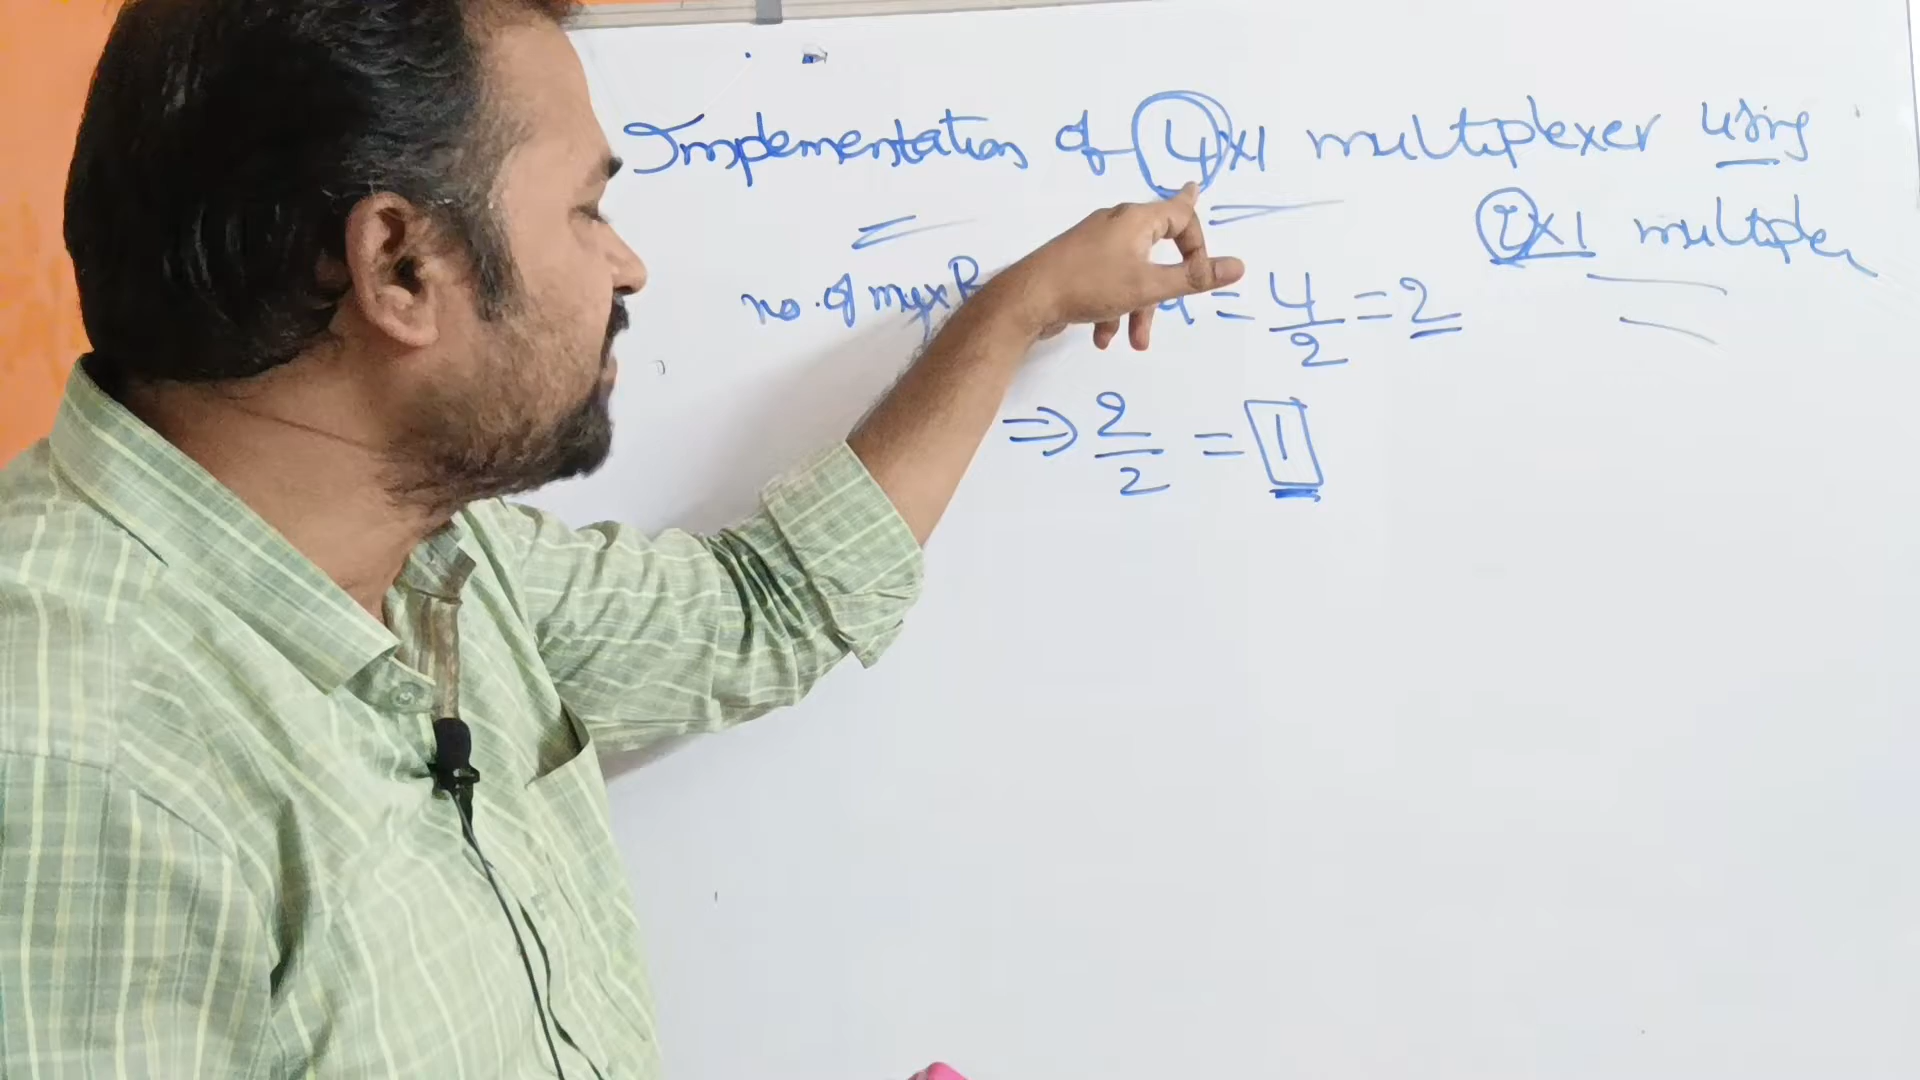 Implementation of 4x1 multiplexer using
2x1 multiplexer
no. of mux R = 4/2 = 2
⇒ 2/2 = 1